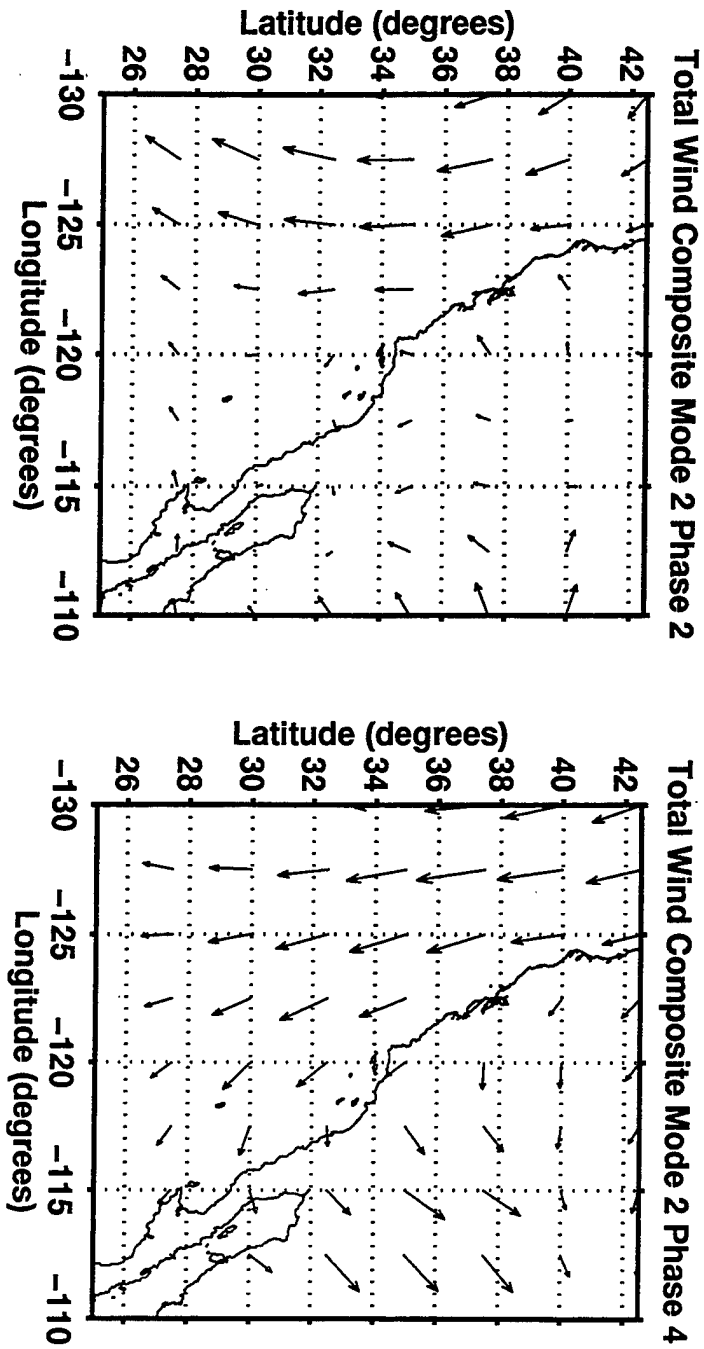 Total Wind Composite Mode 2 Phase 2
Latitude (degrees)
42
40
38
36
34
32
30
28
26
−130 −125 −120 −115 −110
Longitude (degrees)
Total Wind Composite Mode 2 Phase 4
Latitude (degrees)
42
40
38
36
34
32
30
28
26
−130 −125 −120 −115 −110
Longitude (degrees)